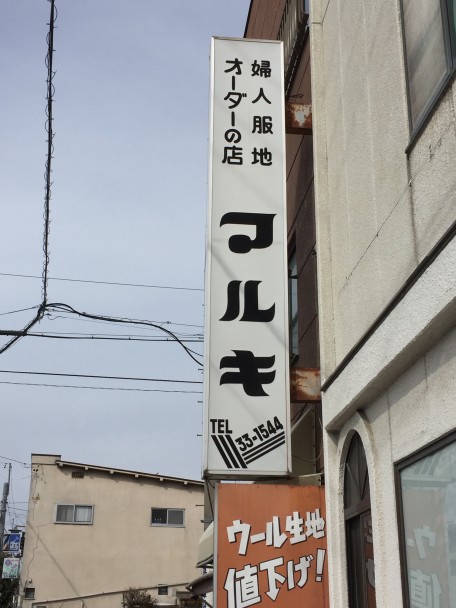 婦人服地
オーダーの店
マルキ
TEL
33-1544
ウール生地
値下げ!